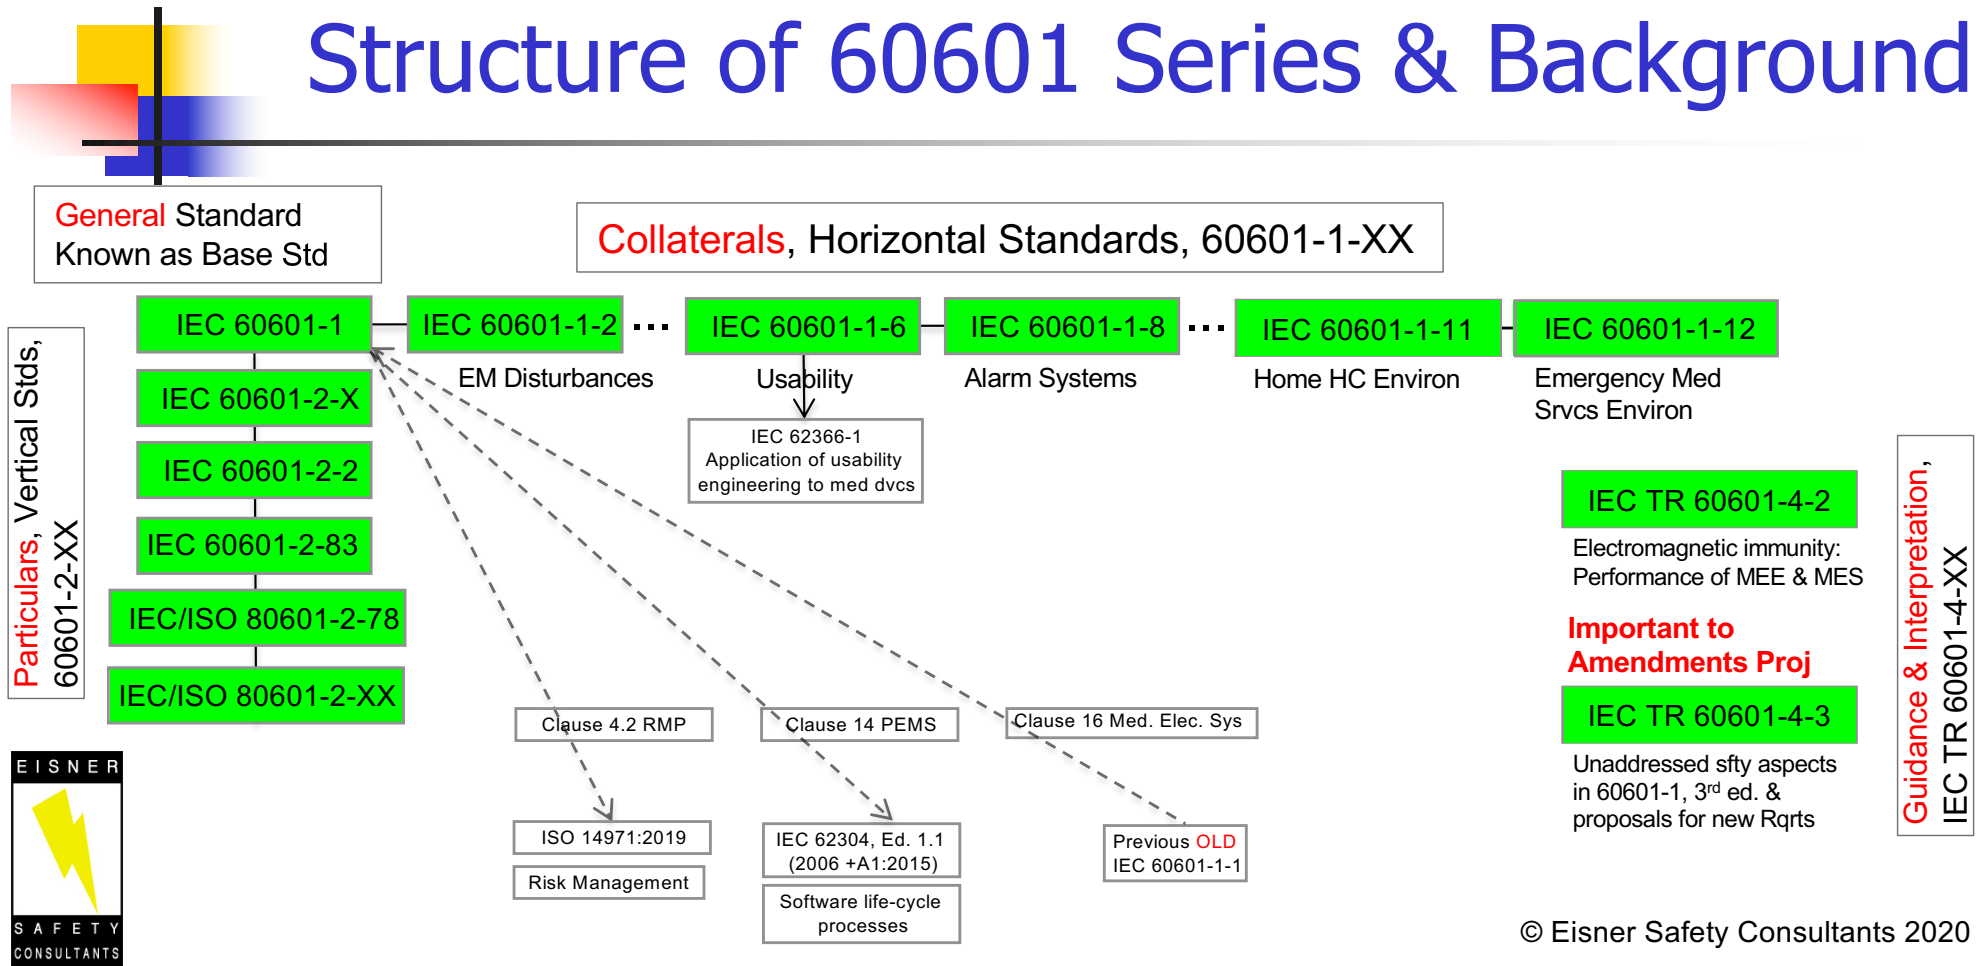 Structure of 60601 Series & Background
General Standard
Known as Base Std
Collaterals, Horizontal Standards, 60601-1-XX
Particulars, Vertical Stds,
60601-2-XX
IEC 60601-1
IEC 60601-1-2
...
IEC 60601-1-6
IEC 60601-1-8
...
IEC 60601-1-11
IEC 60601-1-12
EM Disturbances
Usability
Alarm Systems
Home HC Environ
Emergency Med
Srvcs Environ
IEC 60601-2-X
IEC 60601-2-2
IEC 60601-2-83
IEC/ISO 80601-2-78
IEC/ISO 80601-2-XX
IEC 62366-1
Application of usability
engineering to med dvcs
Clause 4.2 RMP
Clause 14 PEMS
Clause 16 Med. Elec. Sys
ISO 14971:2019
Risk Management
IEC 62304, Ed. 1.1
(2006 +A1:2015)
Software life-cycle
processes
Previous OLD
IEC 60601-1-1
IEC TR 60601-4-2
Electromagnetic immunity:
Performance of MEE & MES
Important to
Amendments Proj
IEC TR 60601-4-3
Unaddressed sfty aspects
in 60601-1, 3rd ed. &
proposals for new Rqrts
Guidance & Interpretation,
IEC TR 60601-4-XX
EISNER
SAFETY
CONSULTANTS
© Eisner Safety Consultants 2020